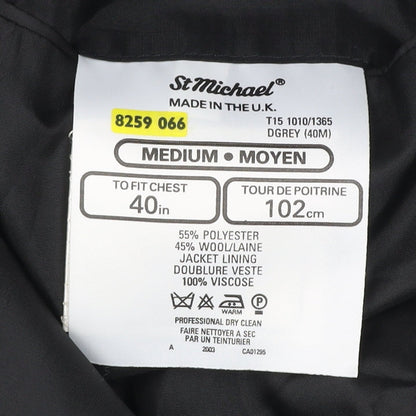 St Michael®
MADE IN THE U.K.
8259 066
T15 1010/1365
DGREY (40M)
MEDIUM • MOYEN
TO FIT CHEST
40in
TOUR DE POITRINE
102cm
55% POLYESTER
45% WOOL/LAINE
JACKET LINING
DOUBLURE VESTE
100% VISCOSE
WARM
P
PROFESSIONAL DRY CLEAN
FAIRE NETTOYER A SEC
PAR UN TEINTURIER
A 2003 CA01295